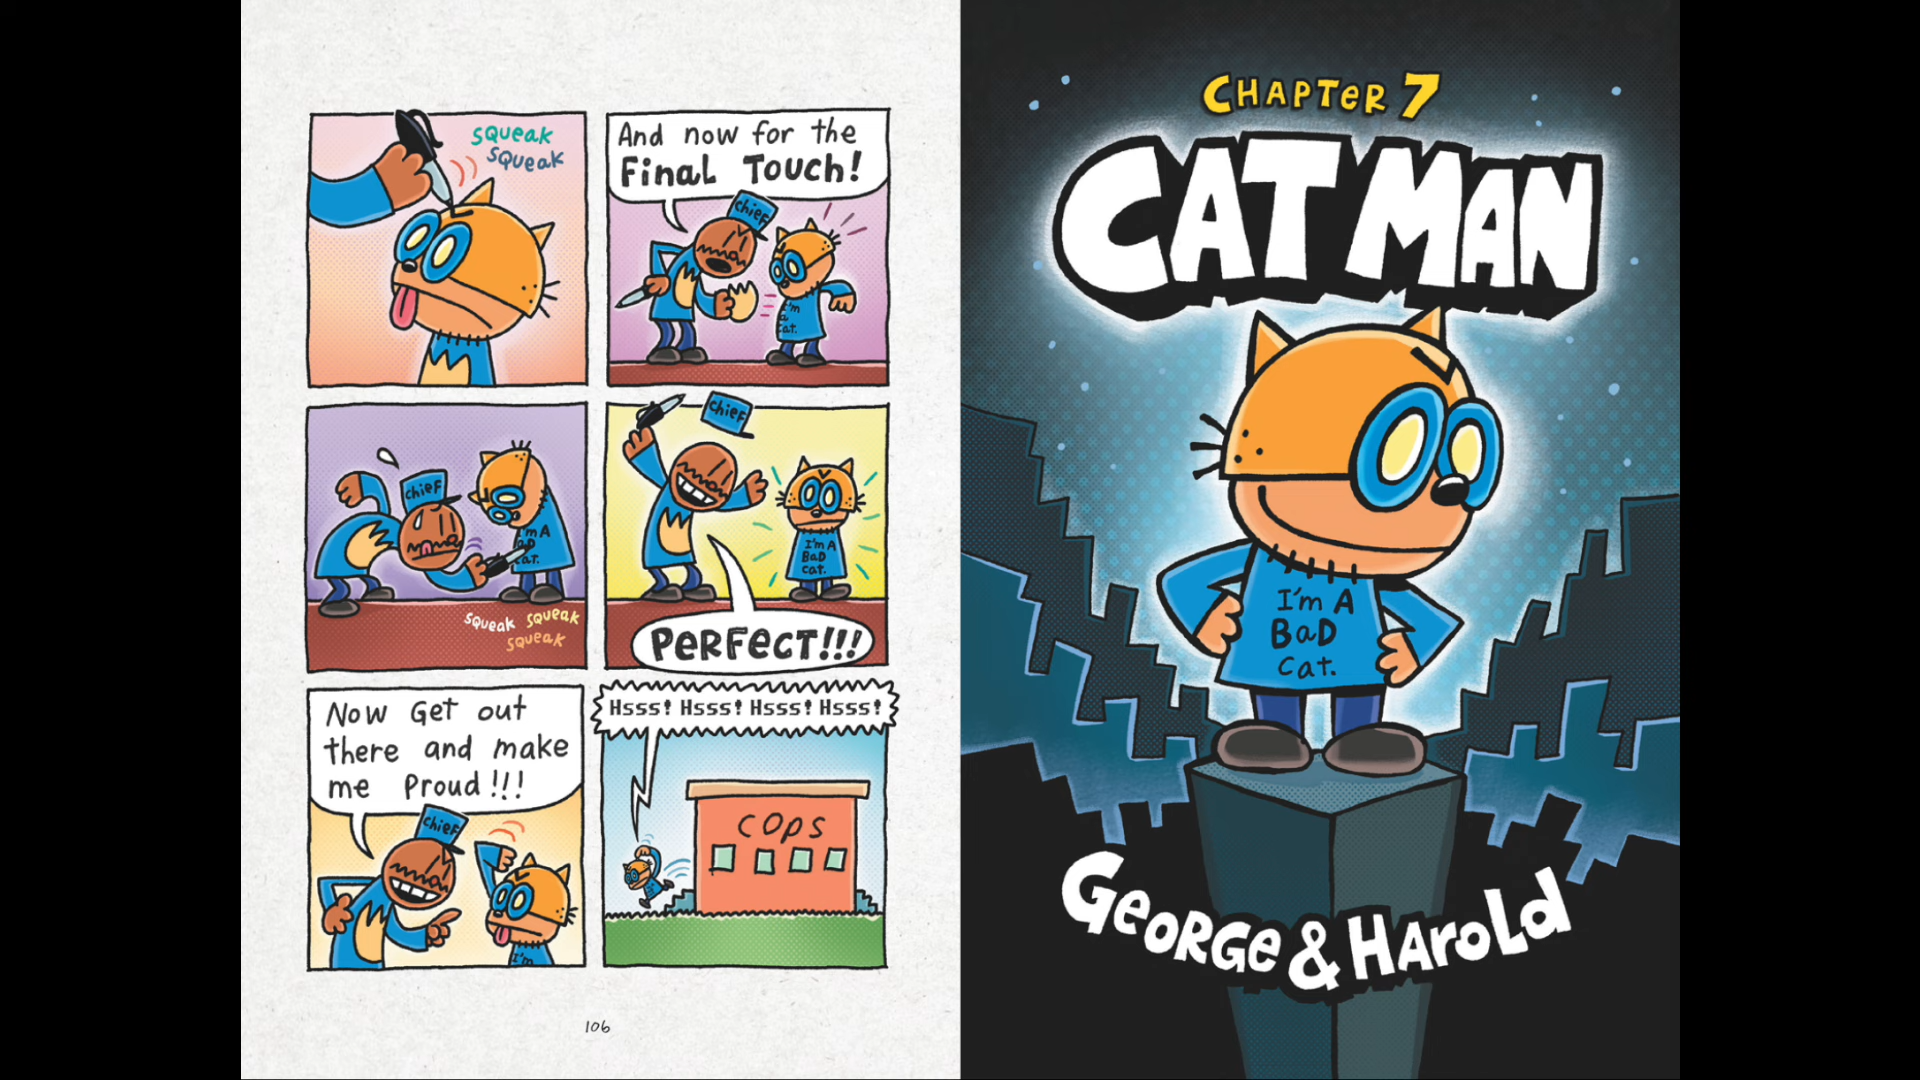 SQUEAK
SQUEAK
And now for the
Final Touch!
Chief
I'm
a
Cat.
Chief
I'm A
BaD
Cat.
SQUEAK SQUEAK
SQUEAK
Chief
I'm A
BaD
Cat.
PERFECT!!!
Now Get out
there and make
me Proud!!!
Chief
I'm
Hsss! Hsss! Hsss! Hsss!
COPS
106
CHAPTER 7
CAT MAN
I'm A
BaD
Cat.
GeORGe & HAroLd